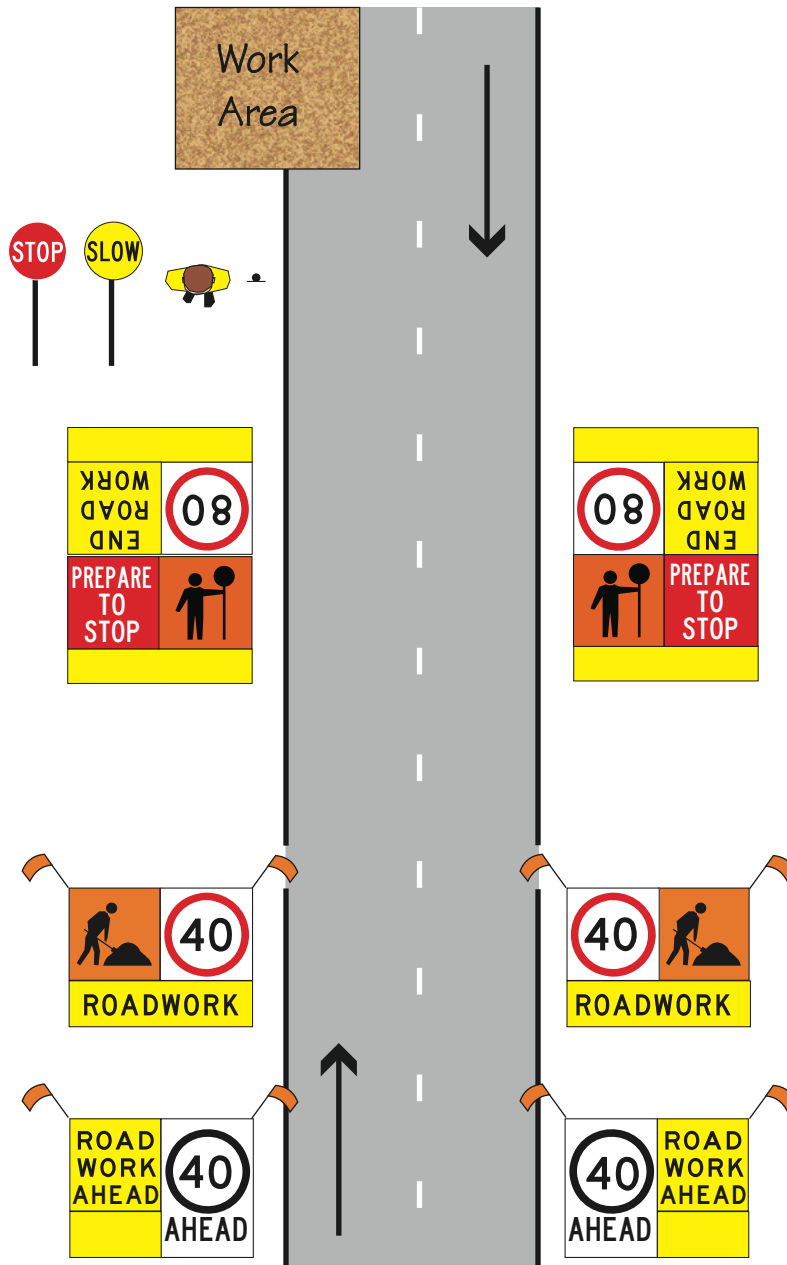 Work
Area
STOP
SLOW
END
ROAD
WORK
80
PREPARE
TO
STOP
80
END
ROAD
WORK
PREPARE
TO
STOP
40
ROADWORK
40
ROADWORK
ROAD
WORK
AHEAD
40
AHEAD
40
AHEAD
ROAD
WORK
AHEAD